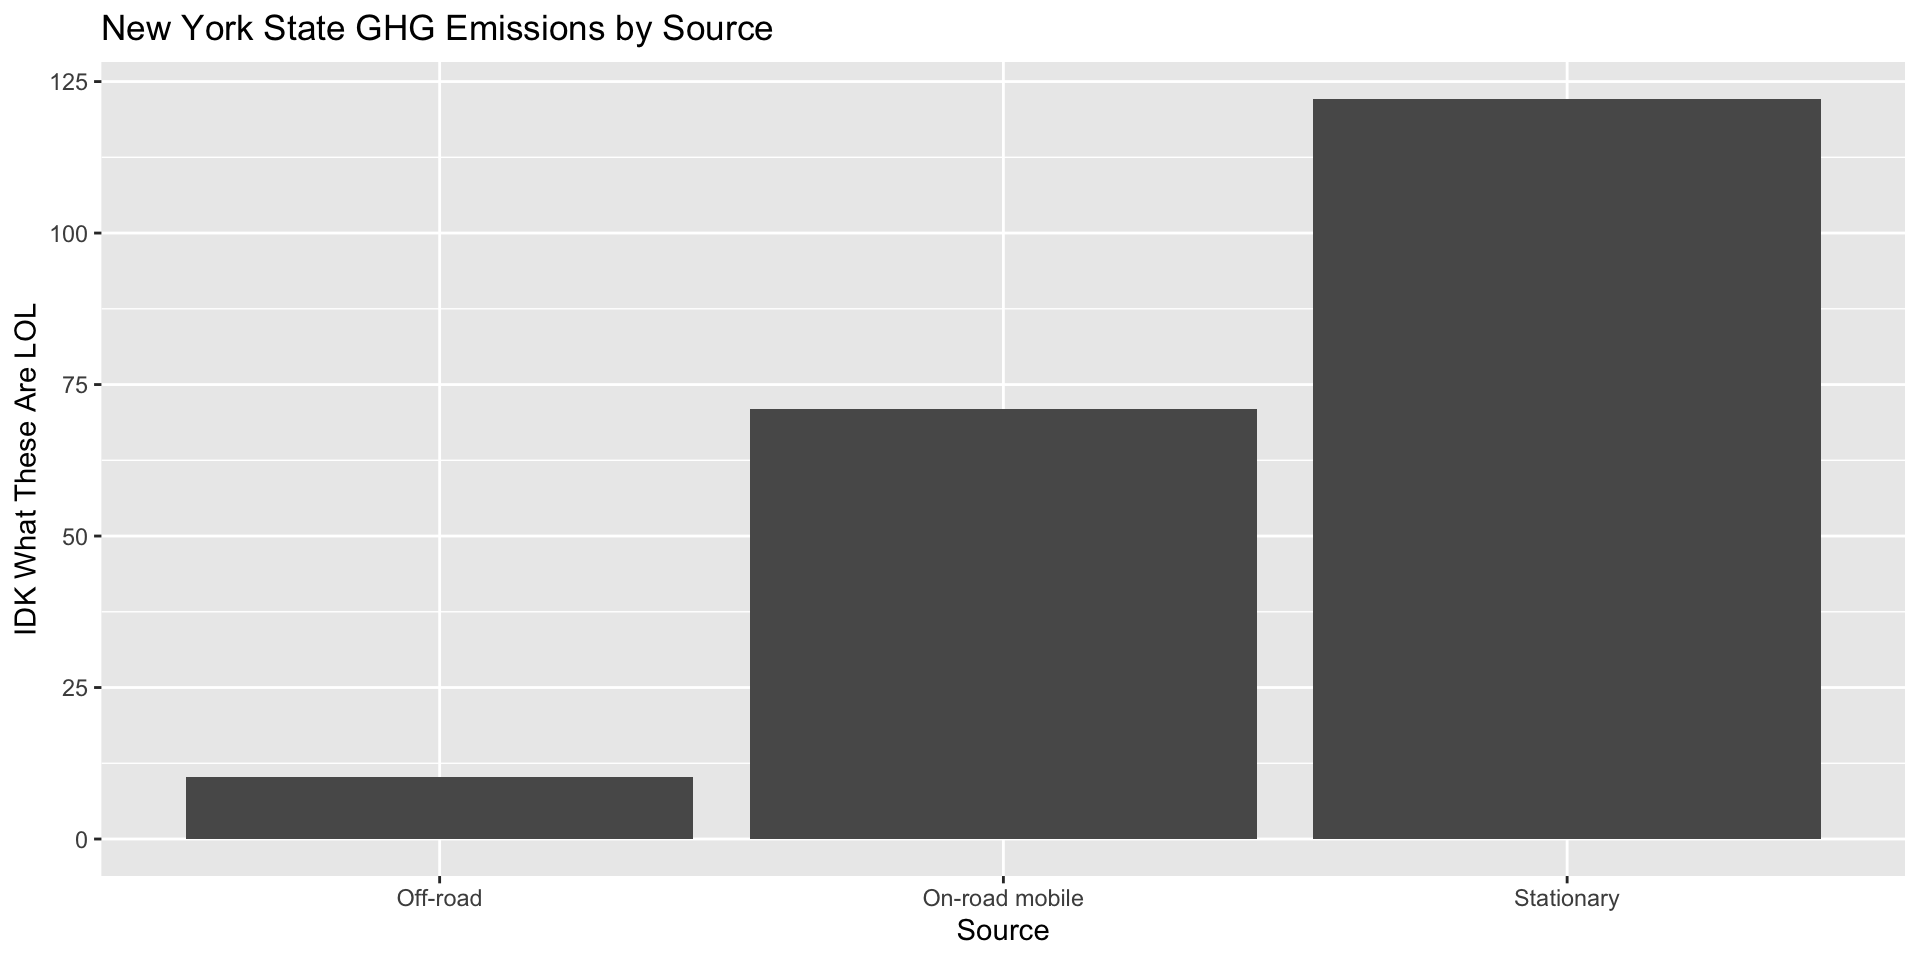 New York State GHG Emissions by Source
IDK What These Are LOL
125
100
75
50
25
0
Off-road
On-road mobile
Stationary
Source